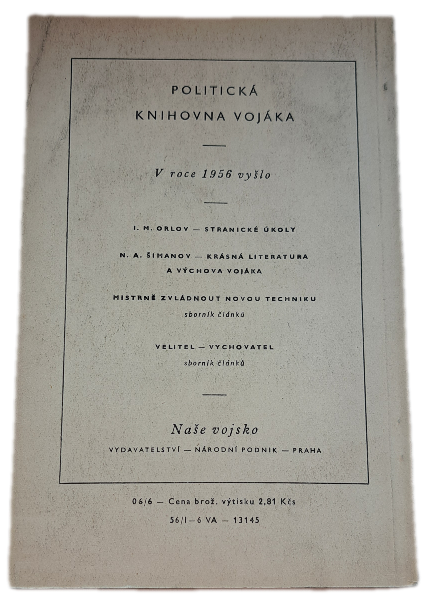 POLITICKÁ
KNIHOVNA VOJÁKA
V roce 1956 vyšlo
I. M. ORLOV — STRANICKÉ ÚKOLY
N. A. ŠIMANOV — KRÁSNÁ LITERATURA
A VÝCHOVA VOJÁKA
MISTRNĚ ZVLÁDNOUT NOVOU TECHNIKU
sborník článků
VELITEL — VYCHOVATEL
sborník článků
Naše vojsko
VYDAVATELSTVÍ — NÁRODNÍ PODNIK — PRAHA
06/6 — Cena brož. výtisku 2,81 Kčs
56/I—6 VA — 13145